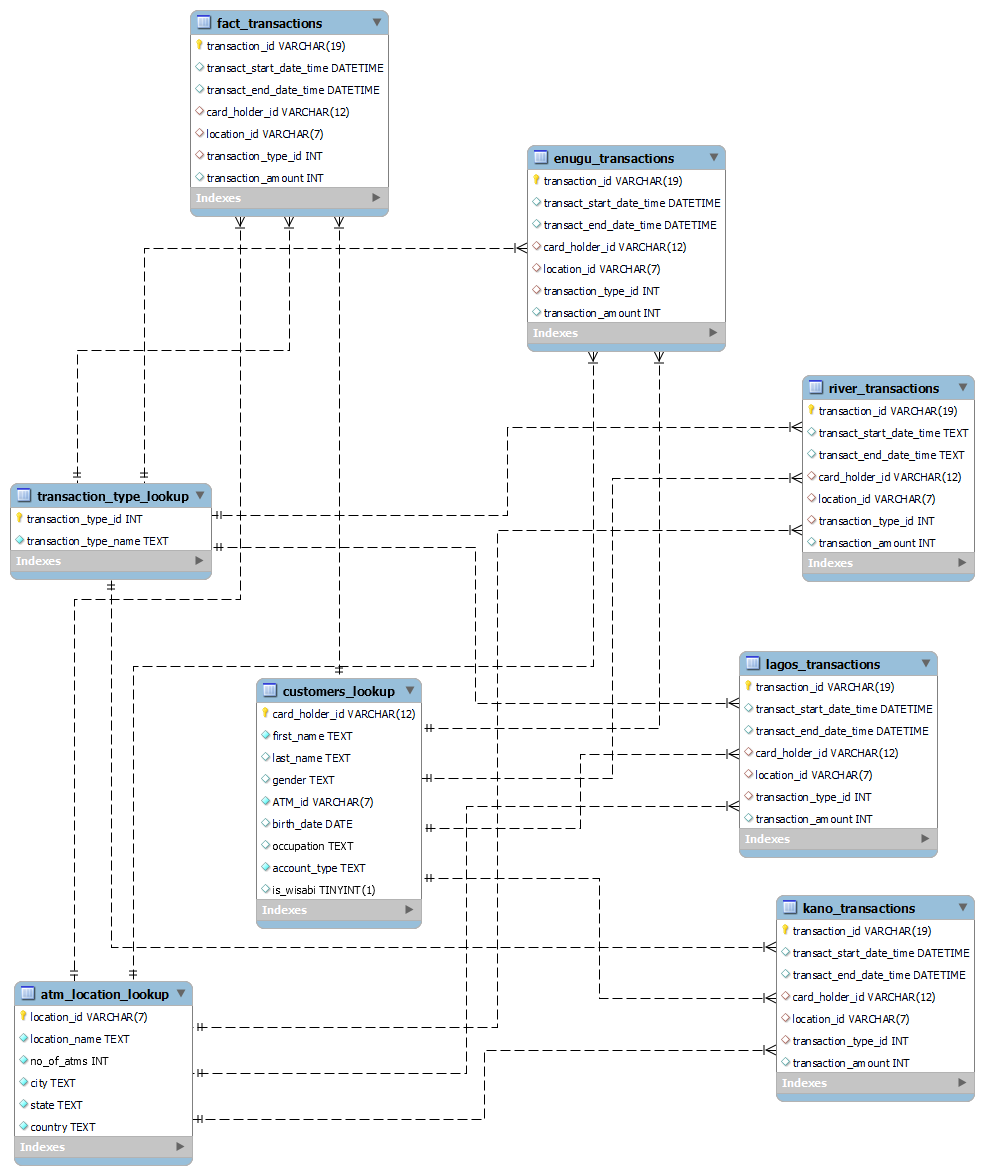 fact_transactions
transaction_id VARCHAR(19)
transact_start_date_time DATETIME
transact_end_date_time DATETIME
card_holder_id VARCHAR(12)
location_id VARCHAR(7)
transaction_type_id INT
transaction_amount INT
Indexes
enugu_transactions
transaction_id VARCHAR(19)
transact_start_date_time DATETIME
transact_end_date_time DATETIME
card_holder_id VARCHAR(12)
location_id VARCHAR(7)
transaction_type_id INT
transaction_amount INT
Indexes
river_transactions
transaction_id VARCHAR(19)
transact_start_date_time TEXT
transact_end_date_time TEXT
card_holder_id VARCHAR(12)
location_id VARCHAR(7)
transaction_type_id INT
transaction_amount INT
Indexes
transaction_type_lookup
transaction_type_id INT
transaction_type_name TEXT
Indexes
lagos_transactions
transaction_id VARCHAR(19)
transact_start_date_time DATETIME
transact_end_date_time DATETIME
card_holder_id VARCHAR(12)
location_id VARCHAR(7)
transaction_type_id INT
transaction_amount INT
Indexes
customers_lookup
card_holder_id VARCHAR(12)
first_name TEXT
last_name TEXT
gender TEXT
ATM_id VARCHAR(7)
birth_date DATE
occupation TEXT
account_type TEXT
is_wisabi TINYINT(1)
Indexes
kano_transactions
transaction_id VARCHAR(19)
transact_start_date_time DATETIME
transact_end_date_time DATETIME
card_holder_id VARCHAR(12)
location_id VARCHAR(7)
transaction_type_id INT
transaction_amount INT
Indexes
atm_location_lookup
location_id VARCHAR(7)
location_name TEXT
no_of_atms INT
city TEXT
state TEXT
country TEXT
Indexes